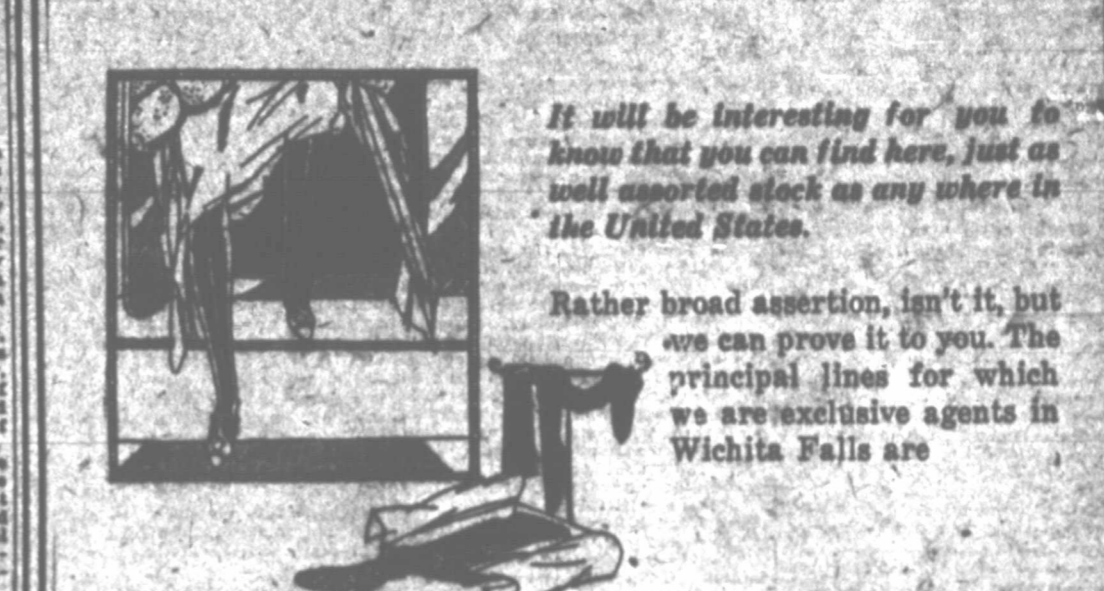 It will be interesting for you to
know that you can find here, just as
well assorted stock as any where in
the United States.
Rather broad assertion, isn't it, but
we can prove it to you. The
principal lines for which
we are exclusive agents in
Wichita Falls are